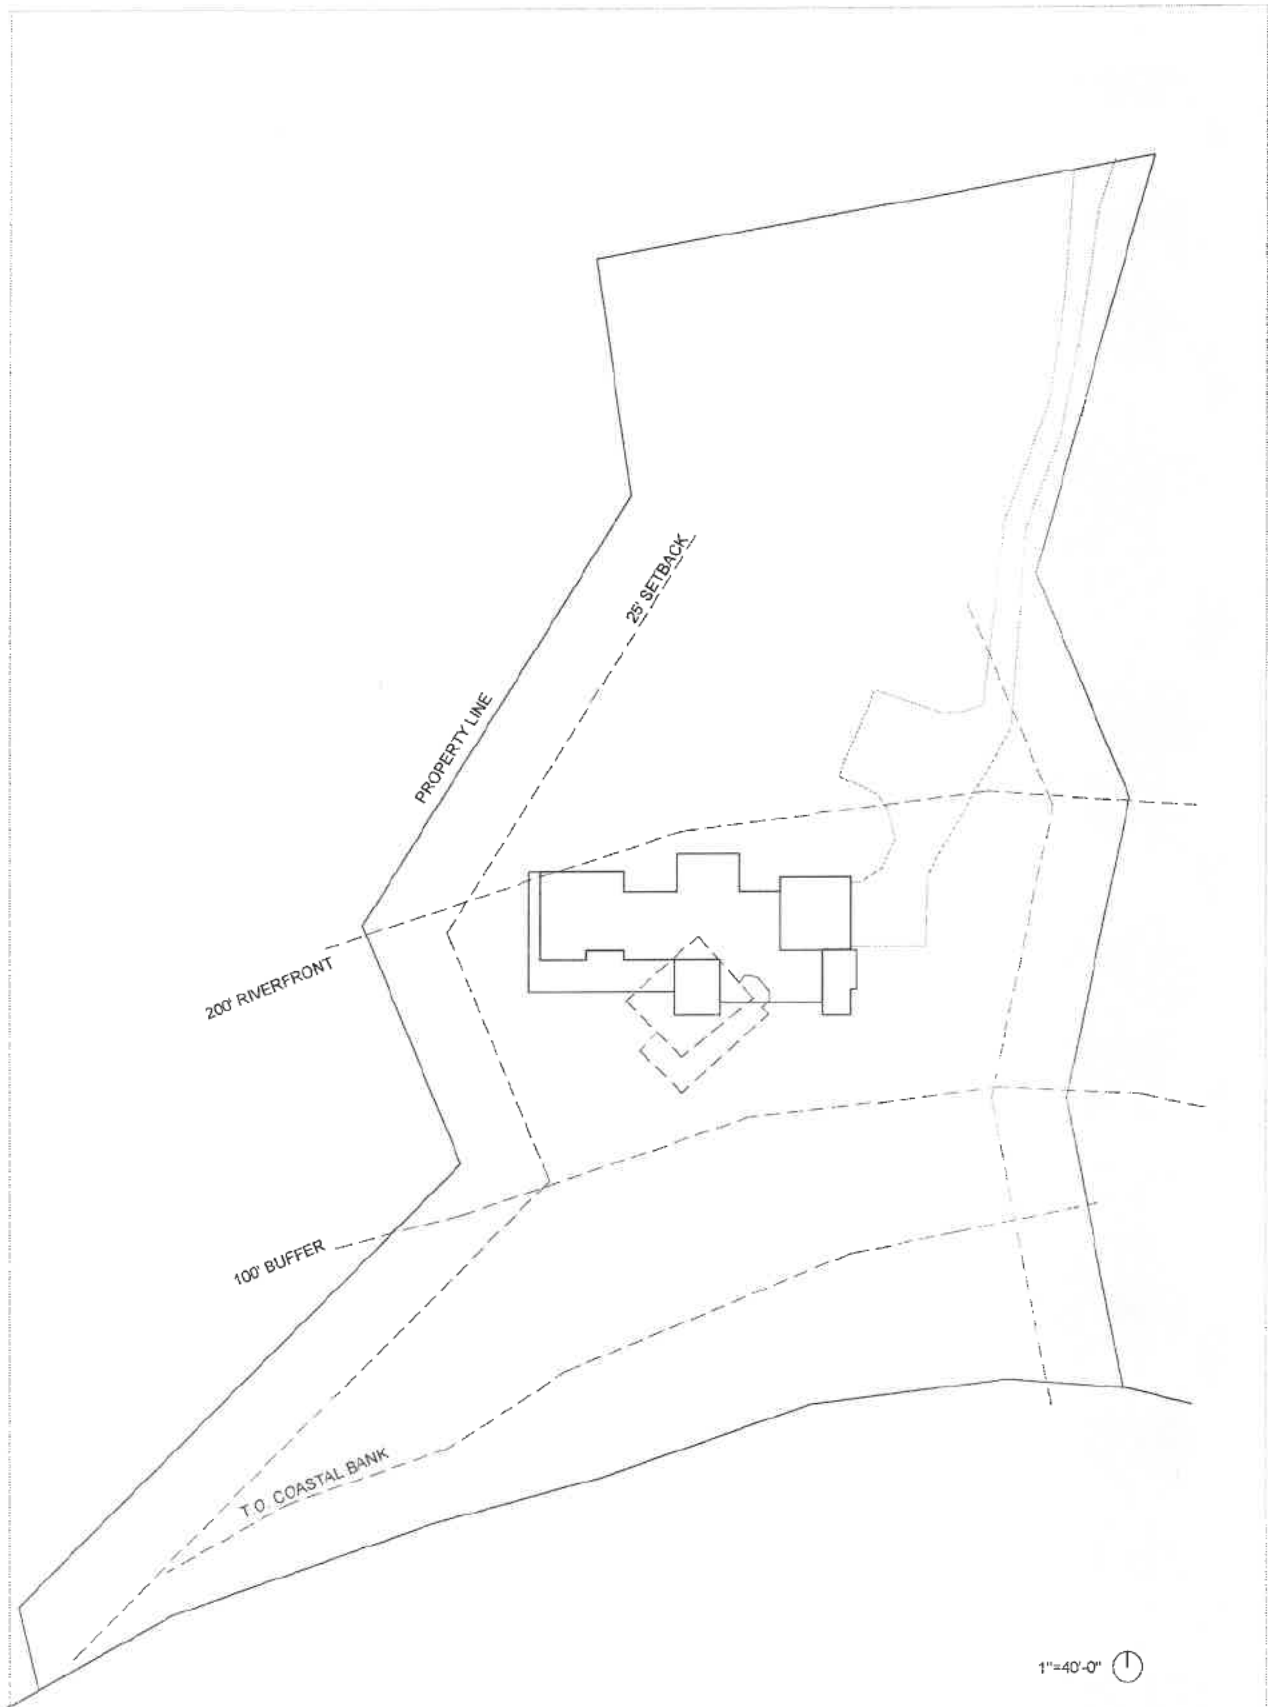 25' SETBACK
PROPERTY LINE
200' RIVERFRONT
100' BUFFER
T.O. COASTAL BANK
1"=40'-0"